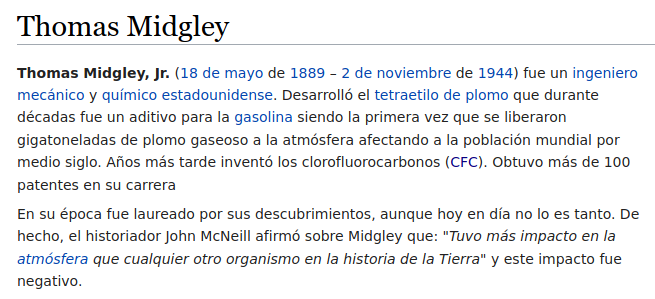 Thomas Midgley
Thomas Midgley, Jr. (18 de mayo de 1889 – 2 de noviembre de 1944) fue un ingeniero
mecánico y químico estadounidense. Desarrolló el tetraetilo de plomo que durante
décadas fue un aditivo para la gasolina siendo la primera vez que se liberaron
gigatoneladas de plomo gaseoso a la atmósfera afectando a la población mundial por
medio siglo. Años más tarde inventó los clorofluorocarbonos (CFC). Obtuvo más de 100
patentes en su carrera
En su época fue laureado por sus descubrimientos, aunque hoy en día no lo es tanto. De
hecho, el historiador John McNeill afirmó sobre Midgley que: "Tuvo más impacto en la
atmósfera que cualquier otro organismo en la historia de la Tierra" y este impacto fue
negativo.